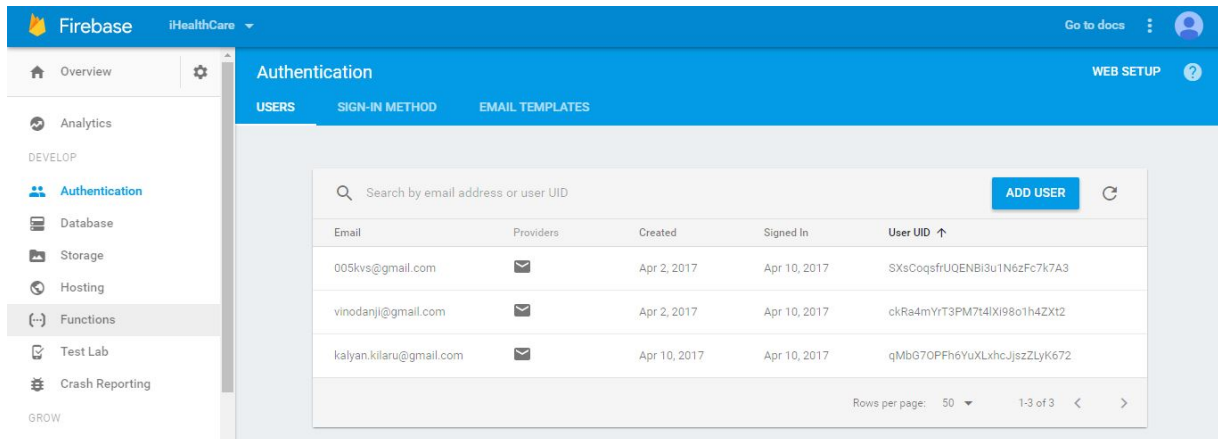 Firebase iHealthCare Go to docs
Overview
Authentication WEB SETUP
USERS SIGN-IN METHOD EMAIL TEMPLATES
Analytics
DEVELOP
Authentication
Database
Storage
Hosting
Functions
Test Lab
Crash Reporting
GROW
Search by email address or user UID ADD USER
Email Providers Created Signed In User UID
005kvs@gmail.com Apr 2, 2017 Apr 10, 2017 SXsCoqsfrUQENBi3u1N6zFc7k7A3
vinodanji@gmail.com Apr 2, 2017 Apr 10, 2017 ckRa4mYrT3PM7t4lXi98o1h4ZXt2
kalyan.kilaru@gmail.com Apr 10, 2017 Apr 10, 2017 qMbG7OPFh6YuXLxhcJjszZLyK672
Rows per page: 50 1-3 of 3